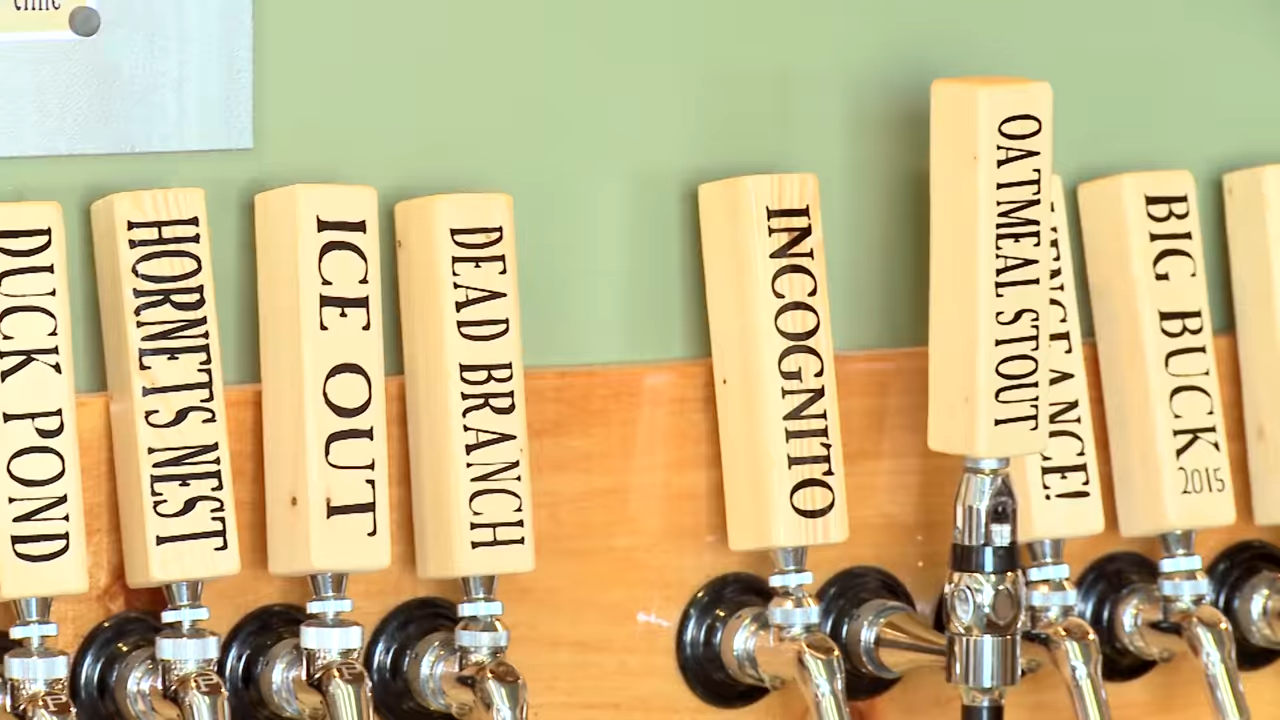 DUCK POND
HORNETS NEST
ICE OUT
DEAD BRANCH
INCOGNITO
OATMEAL STOUT
BIG BUCK
2015